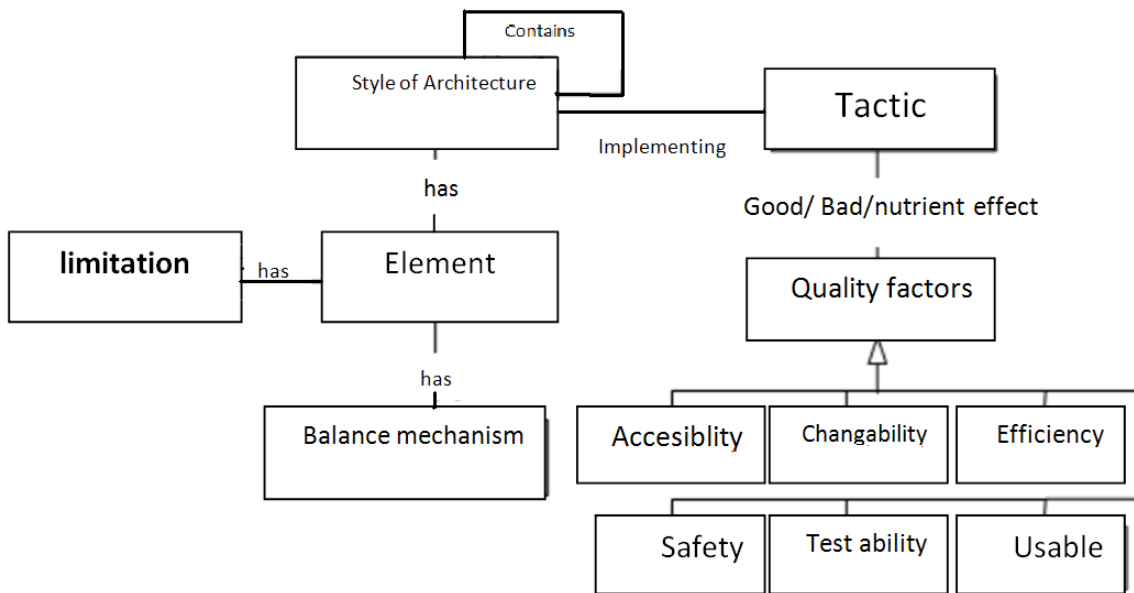 Contains
Style of Architecture
Tactic
Implementing
has
Good/ Bad/nutrient effect
limitation
has
Element
Quality factors
has
Balance mechanism
Accesiblity
Changability
Efficiency
Safety
Test ability
Usable